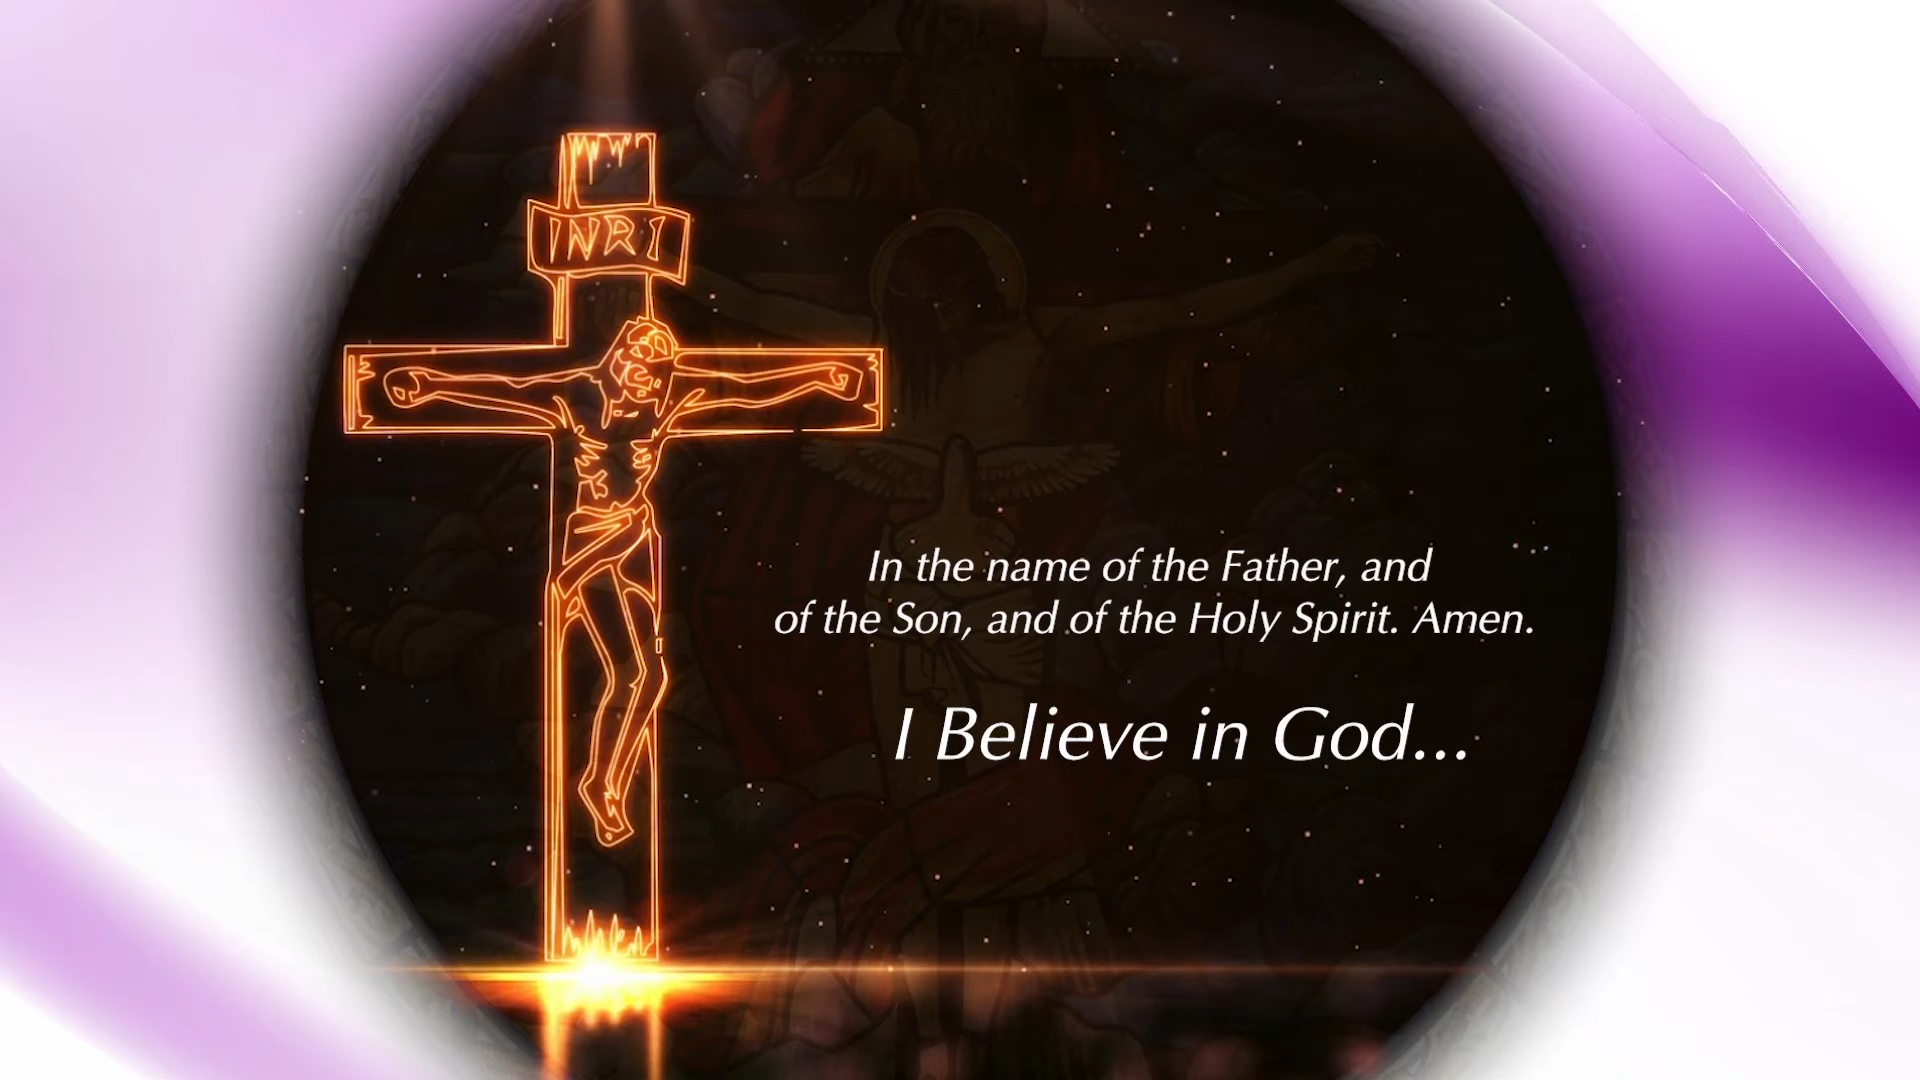 INRI
In the name of the Father, and
of the Son, and of the Holy Spirit. Amen.
I Believe in God...